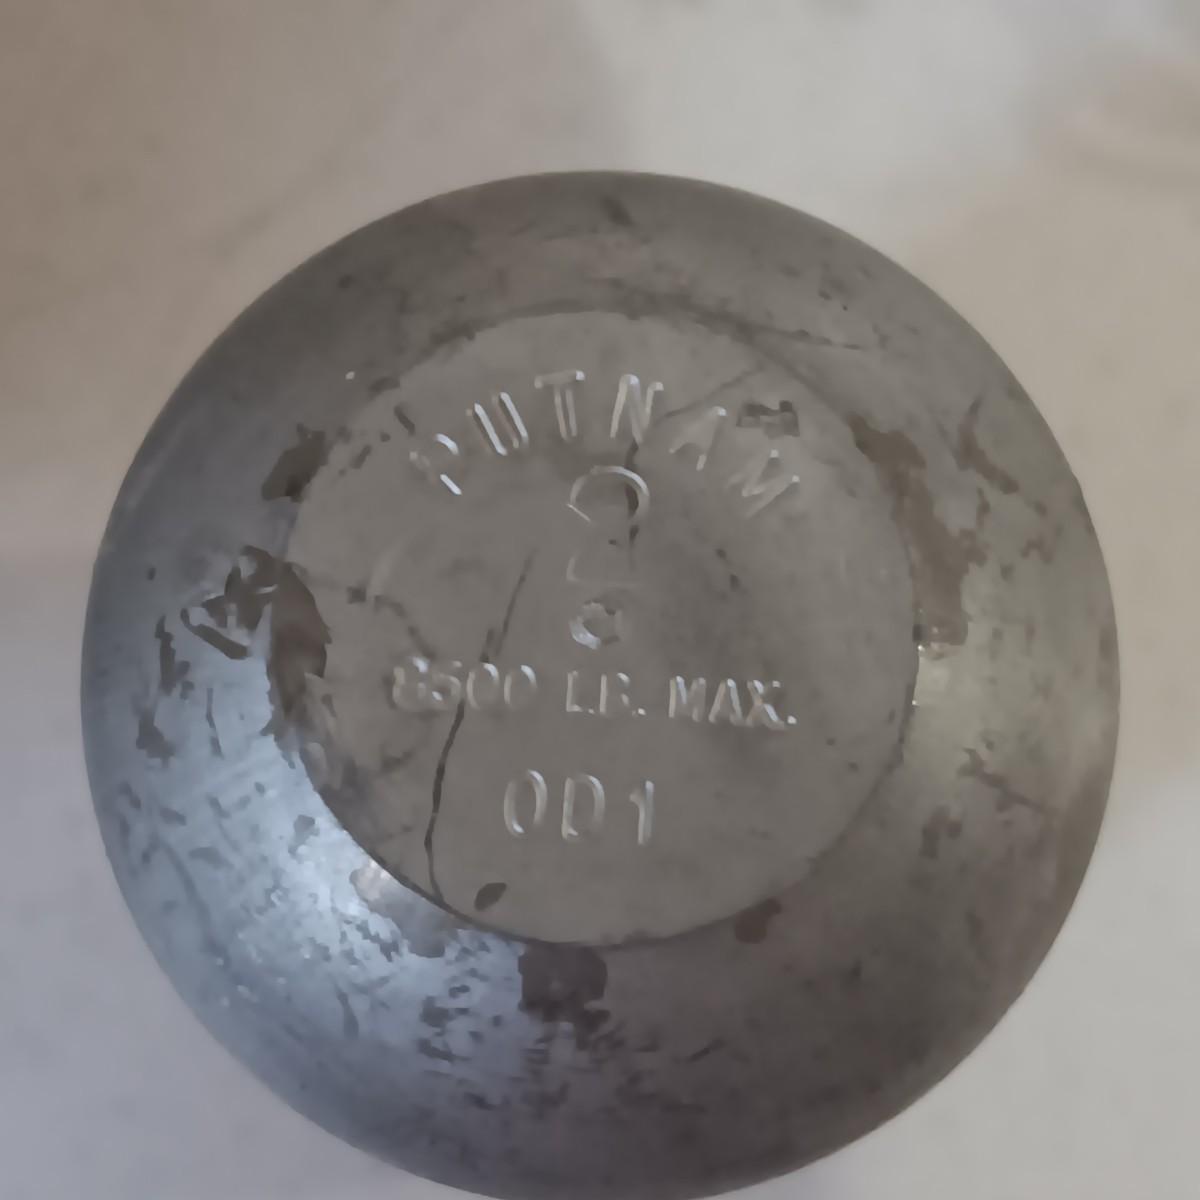 PUTNAM
8500 LB. MAX.
0D1